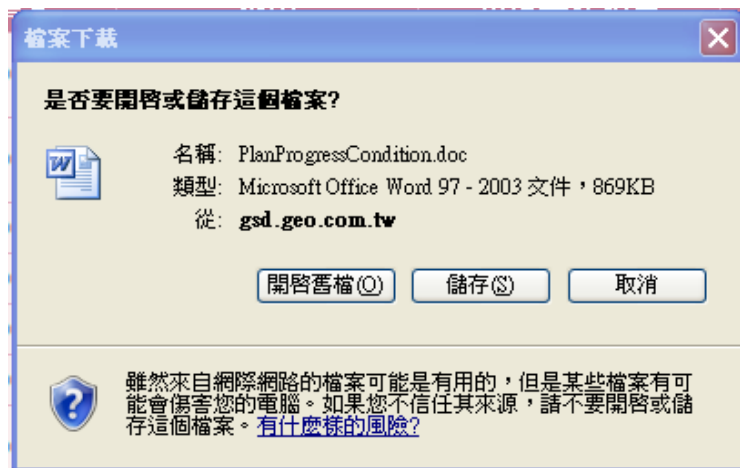 檔案下載
是否要開啟或儲存這個檔案?
名稱: PlanProgressCondition.doc
類型: Microsoft Office Word 97 - 2003 文件，869KB
從: gsd.geo.com.tw
開啟舊檔(O) 儲存(S) 取消
雖然來自網際網路的檔案可能是有用的，但是某些檔案有可
能會傷害您的電腦。如果您不信任其來源，請不要開啟或儲
存這個檔案。有什麼樣的風險?